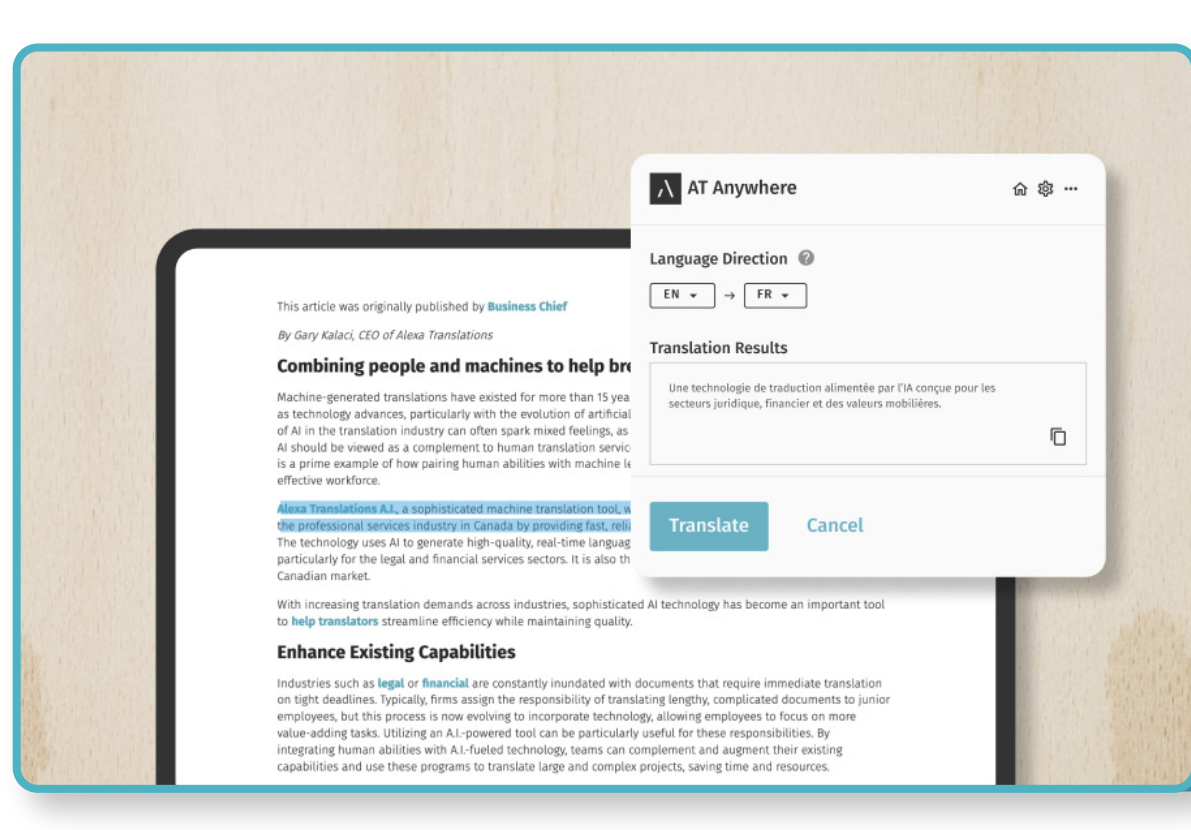 AT Anywhere
Language Direction ?
EN → FR
Translation Results
Une technologie de traduction alimentée par l'IA conçue pour les
secteurs juridique, financier et des valeurs mobilières.
Translate Cancel
This article was originally published by Business Chief
By Gary Kalaci, CEO of Alexa Translations
Combining people and machines to help bre
Machine-generated translations have existed for more than 15 yea
as technology advances, particularly with the evolution of artificial
of AI in the translation industry can often spark mixed feelings, as
AI should be viewed as a complement to human translation servic
is a prime example of how pairing human abilities with machine le
effective workforce.
Alexa Translations A.I., a sophisticated machine translation tool, w
the professional services industry in Canada by providing fast, relia
The technology uses AI to generate high-quality, real-time languag
particularly for the legal and financial services sectors. It is also th
Canadian market.
With increasing translation demands across industries, sophisticated AI technology has become an important tool
to help translators streamline efficiency while maintaining quality.
Enhance Existing Capabilities
Industries such as legal or financial are constantly inundated with documents that require immediate translation
on tight deadlines. Typically, firms assign the responsibility of translating lengthy, complicated documents to junior
employees, but this process is now evolving to incorporate technology, allowing employees to focus on more
value-adding tasks. Utilizing an A.I.-powered tool can be particularly useful for these responsibilities. By
integrating human abilities with A.I.-fueled technology, teams can complement and augment their existing
capabilities and use these programs to translate large and complex projects, saving time and resources.